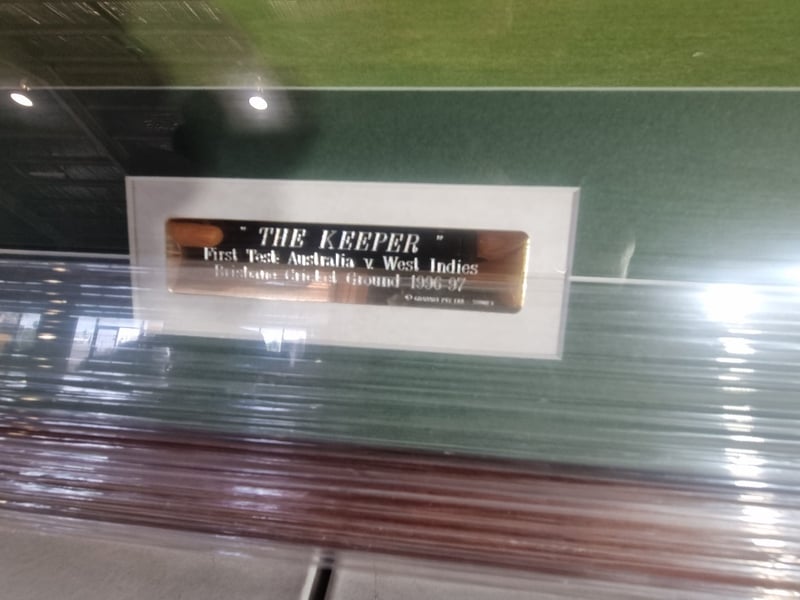 " THE KEEPER "
First Test: Australia v. West Indies
Brisbane Cricket Ground 1996-97
©